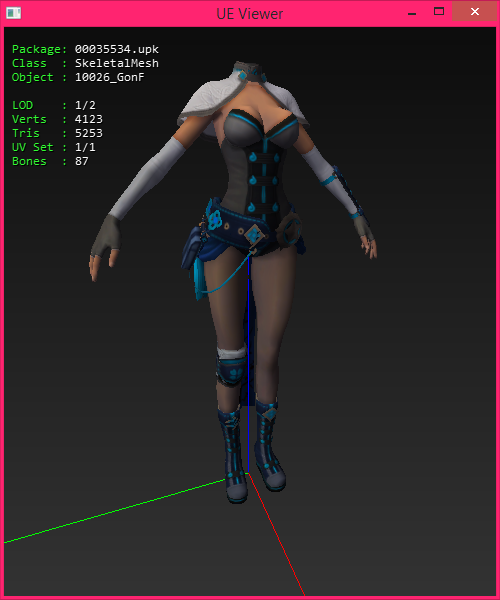 UE Viewer
Package: 00035534.upk
Class : SkeletalMesh
Object : 10026_GonF
LOD : 1/2
Verts : 4123
Tris : 5253
UV Set : 1/1
Bones : 87